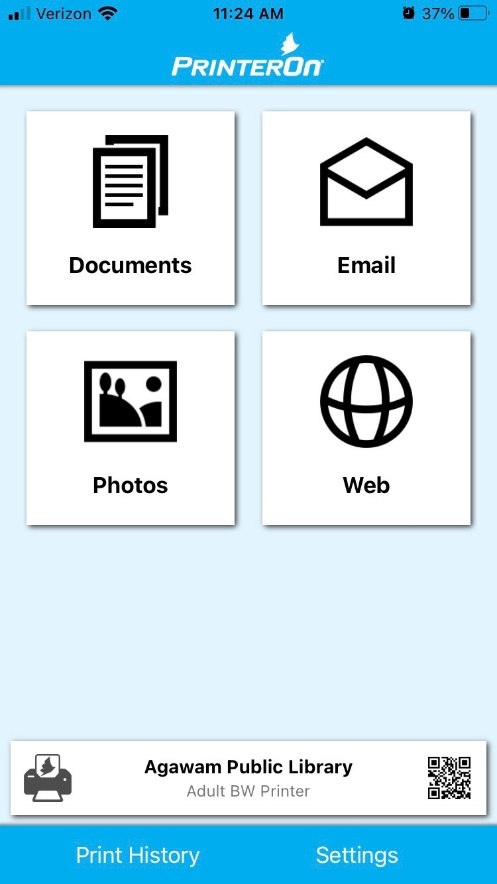 Verizon 11:24 AM 37%
PRINTERON
Documents Email
Photos Web
Agawam Public Library
Adult BW Printer
Print History Settings